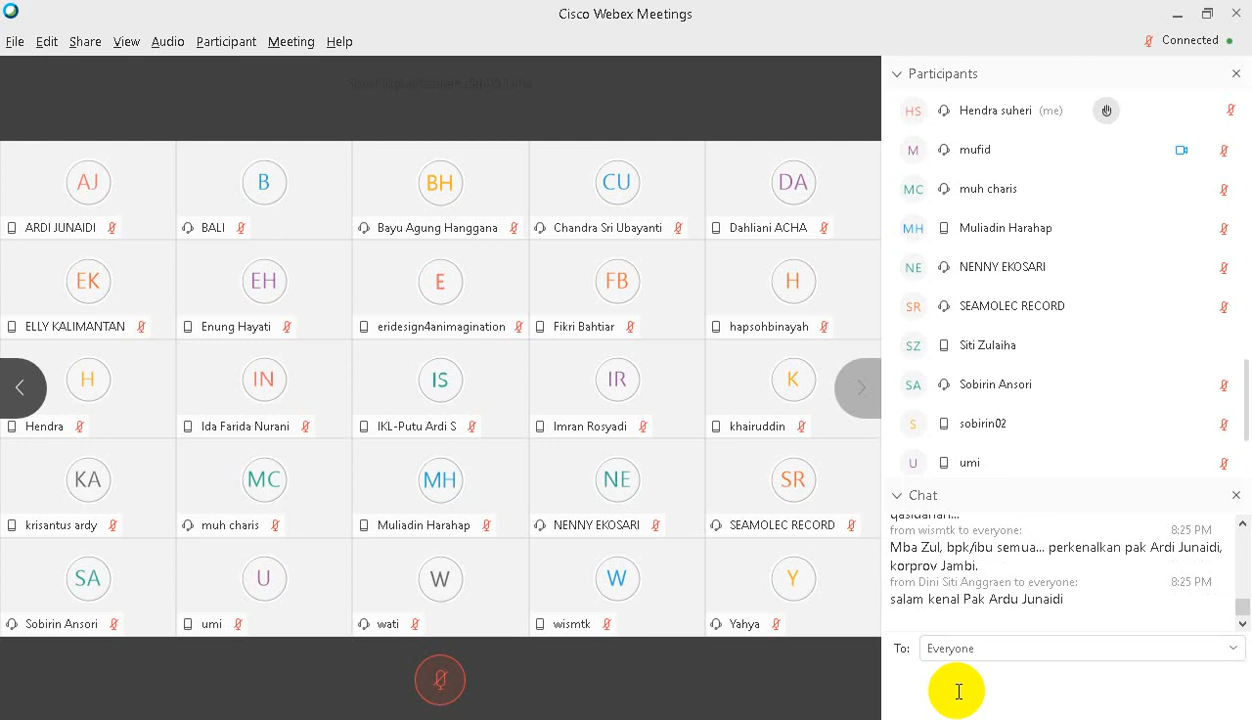 Cisco Webex Meetings
File Edit Share View Audio Participant Meeting Help
Connected
AJ
ARDI JUNAIDI
B
BALI
BH
Bayu Agung Hanggana
CU
Chandra Sri Ubayanti
DA
Dahliani ACHA
EK
ELLY KALIMANTAN
EH
Enung Hayati
E
eridesign4animagination
FB
Fikri Bahtiar
H
hapsohbinayah
H
Hendra
IN
Ida Farida Nurani
IS
IKL-Putu Ardi S
IR
Imran Rosyadi
K
khairuddin
KA
krisantus ardy
MC
muh charis
MH
Muliadin Harahap
NE
NENNY EKOSARI
SR
SEAMOLEC RECORD
SA
Sobirin Ansori
U
umi
W
wati
W
wismtk
Y
Yahya
Participants
HS Hendra suheri (me)
M mufid
MC muh charis
MH Muliadin Harahap
NE NENNY EKOSARI
SR SEAMOLEC RECORD
SZ Siti Zulaiha
SA Sobirin Ansori
S sobirin02
U umi
Chat
from wismtk to everyone: 8:25 PM
Mba Zul, bpk/ibu semua... perkenalkan pak Ardi Junaidi,
korprov Jambi.
from Dini Siti Anggraen to everyone: 8:25 PM
salam kenal Pak Ardu Junaidi
To: Everyone